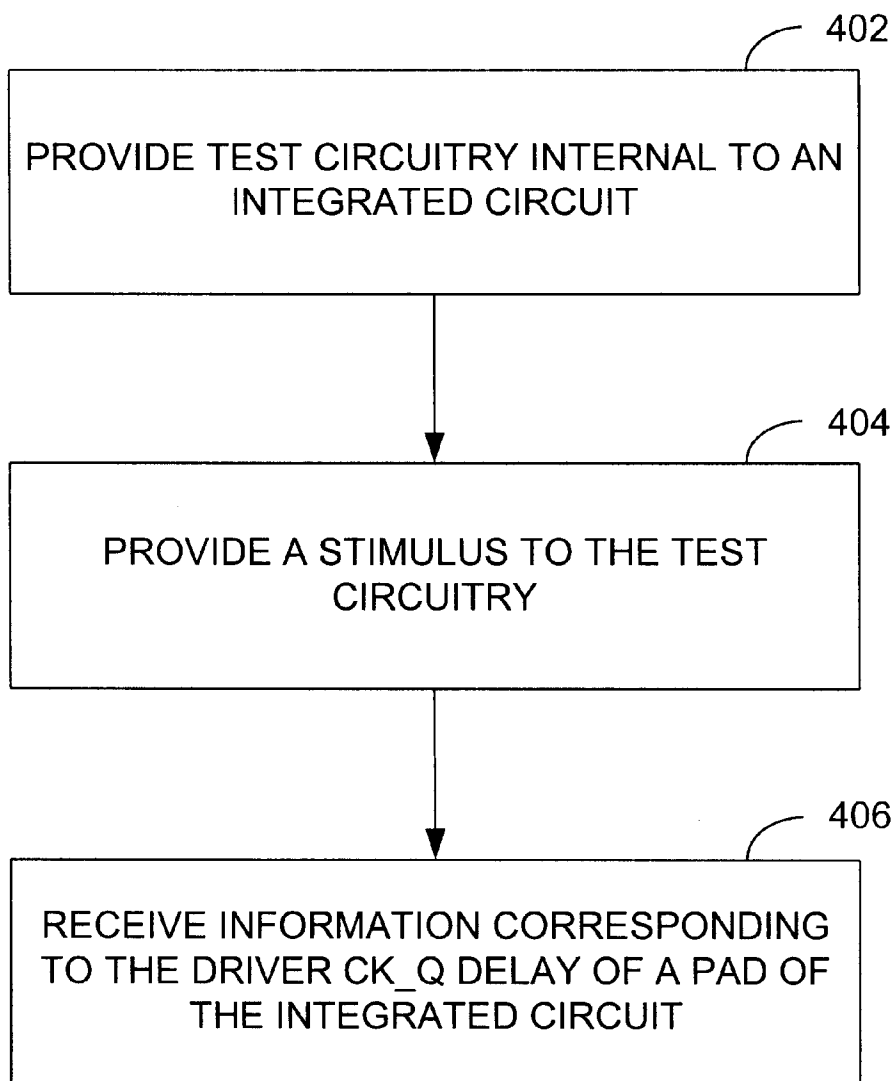 402
PROVIDE TEST CIRCUITRY INTERNAL TO AN
INTEGRATED CIRCUIT
404
PROVIDE A STIMULUS TO THE TEST
CIRCUITRY
406
RECEIVE INFORMATION CORRESPONDING
TO THE DRIVER CK_Q DELAY OF A PAD OF
THE INTEGRATED CIRCUIT